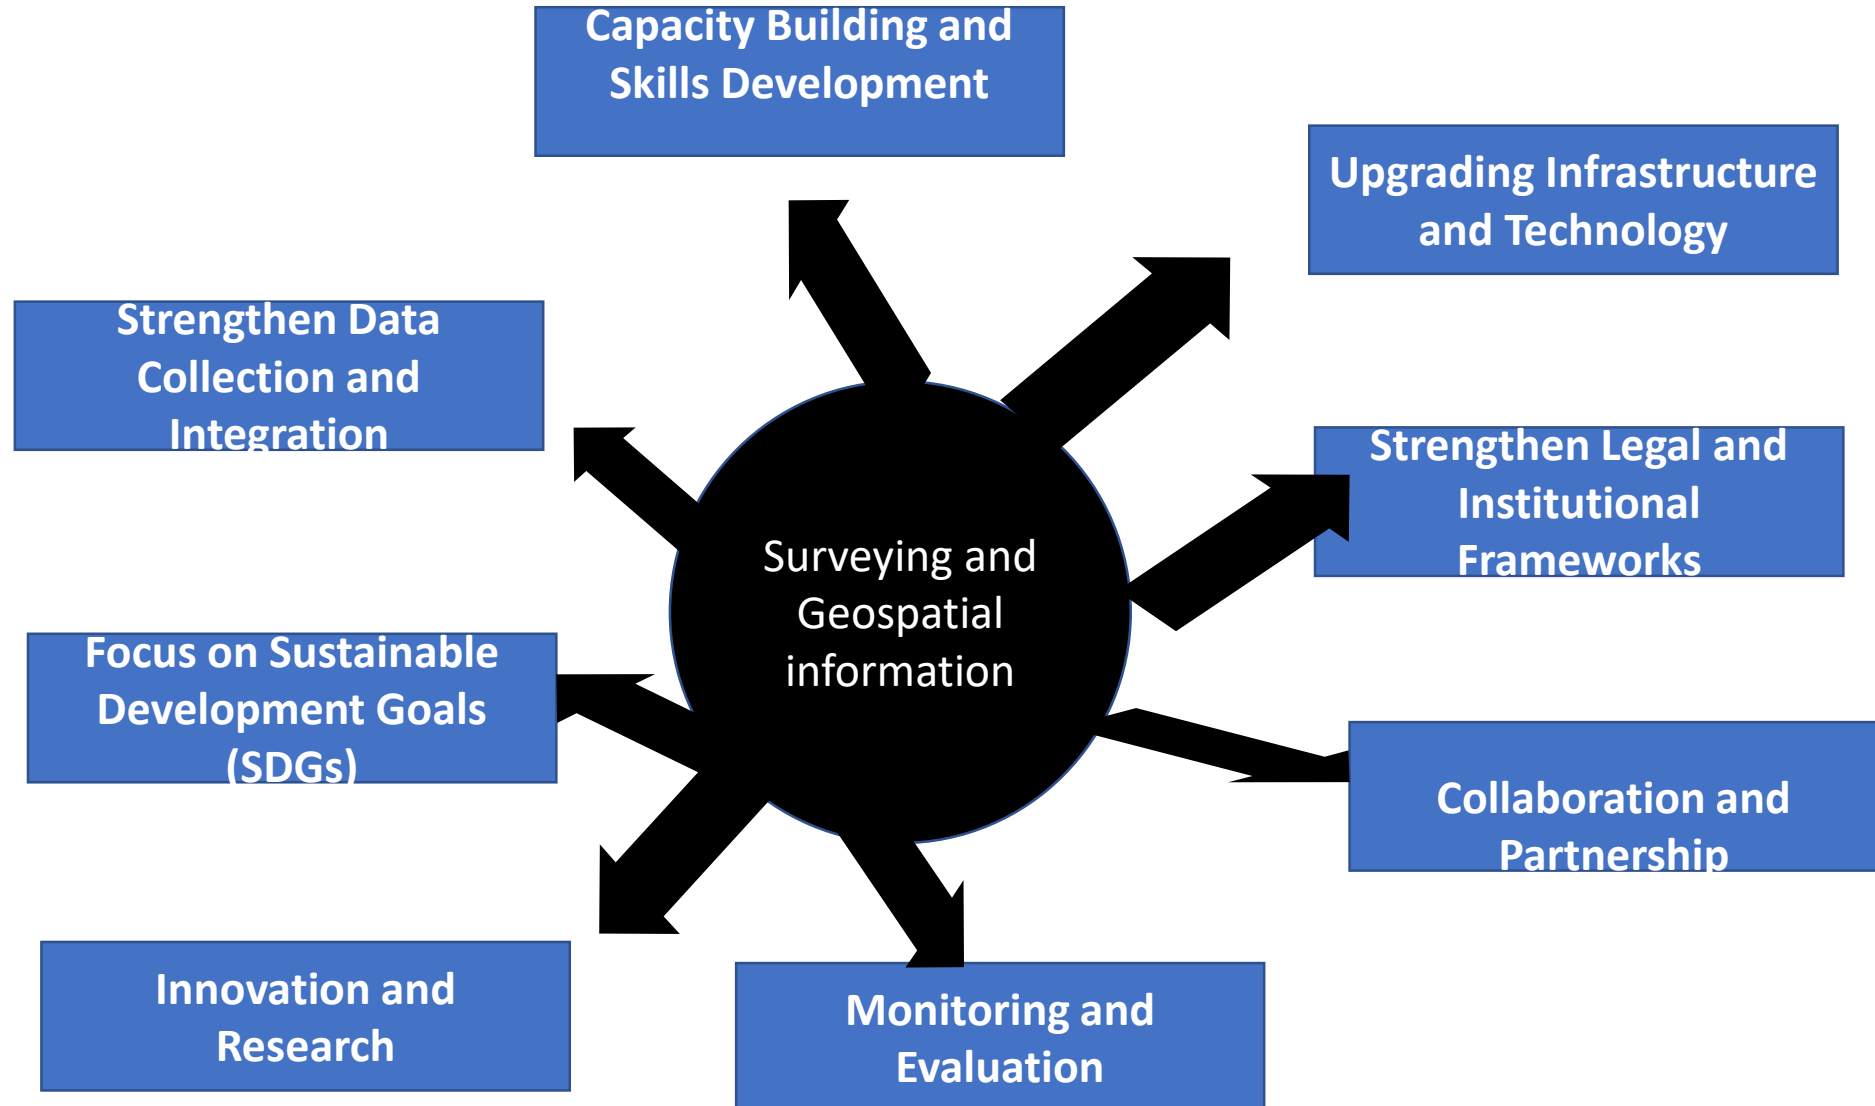 Capacity Building and
Skills Development
Upgrading Infrastructure
and Technology
Strengthen Data
Collection and
Integration
Strengthen Legal and
Institutional
Frameworks
Surveying and
Geospatial
information
Focus on Sustainable
Development Goals
(SDGs)
Collaboration and
Partnership
Innovation and
Research
Monitoring and
Evaluation